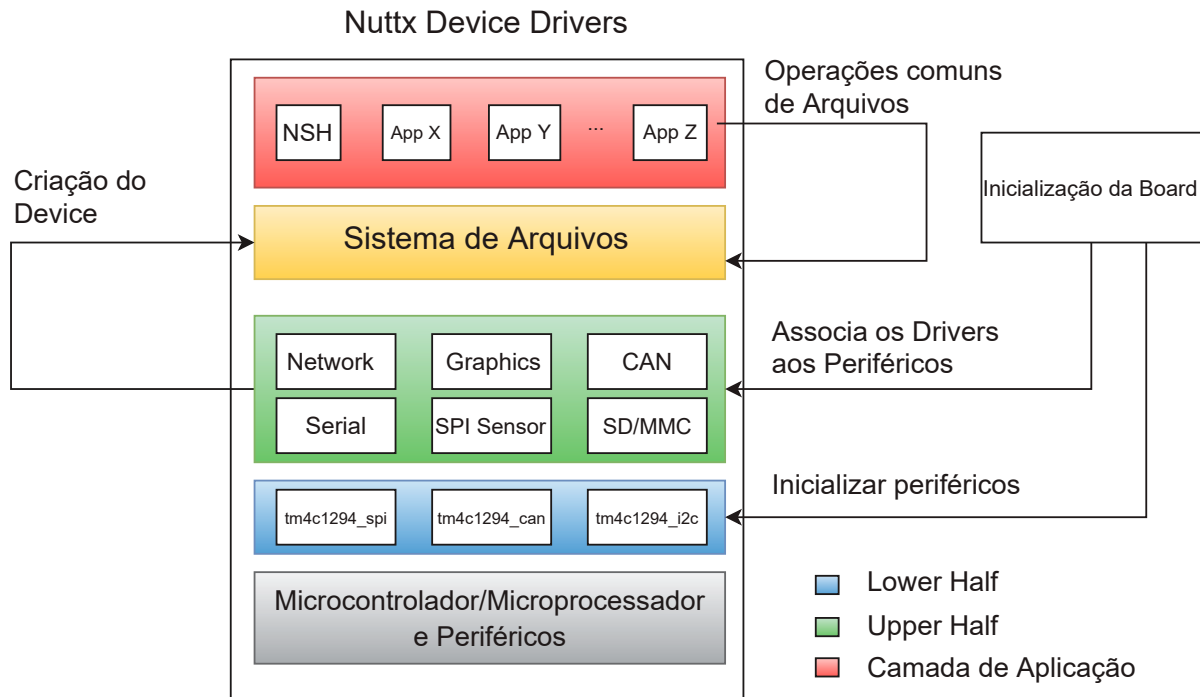 Nuttx Device Drivers
NSH
App X
App Y
...
App Z
Operações comuns
de Arquivos
Inicialização da Board
Criação do
Device
Sistema de Arquivos
Network
Graphics
CAN
Serial
SPI Sensor
SD/MMC
Associa os Drivers
aos Periféricos
tm4c1294_spi
tm4c1294_can
tm4c1294_i2c
Inicializar periféricos
Microcontrolador/Microprocessador
e Periféricos
Lower Half
Upper Half
Camada de Aplicação